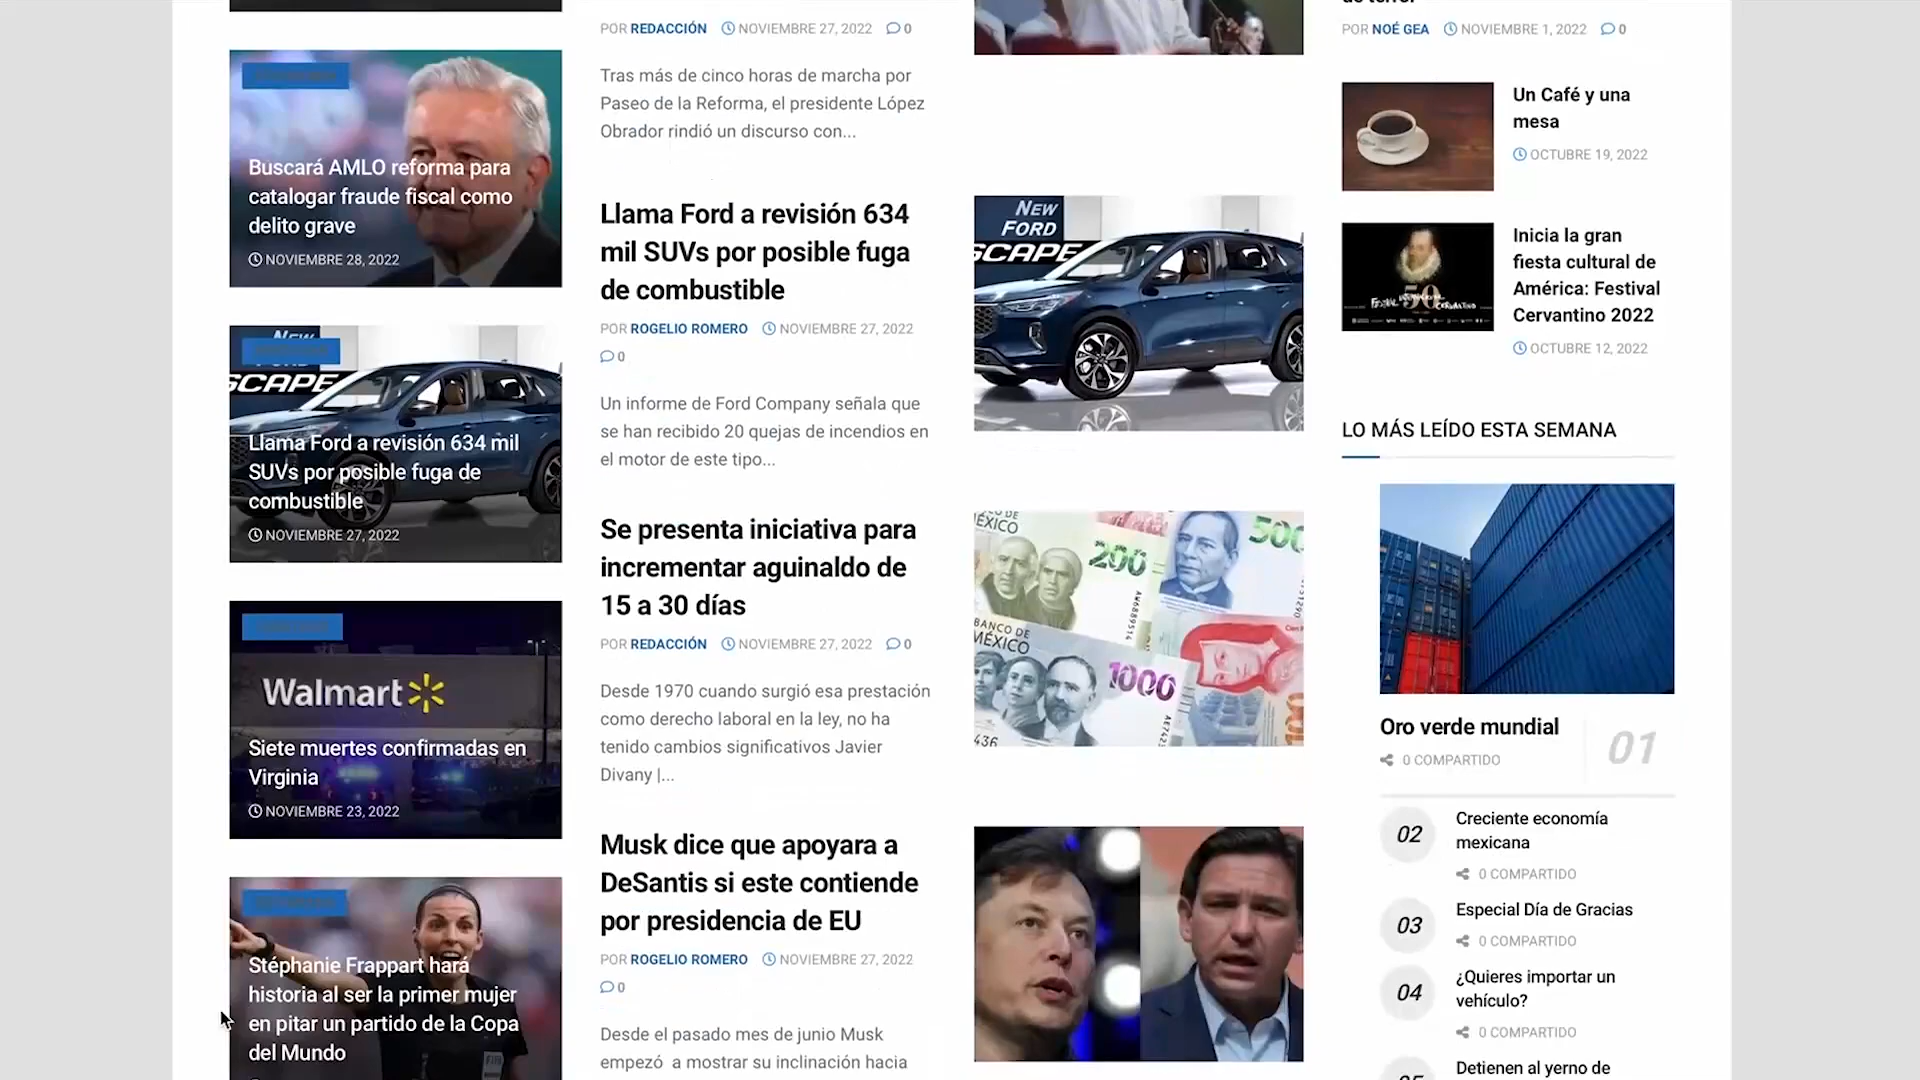 Buscará AMLO reforma para
catalogar fraude fiscal como
delito grave
NOVIEMBRE 28, 2022
NEW
FORD
SCAPE
Llama Ford a revisión 634 mil
SUVs por posible fuga de
combustible
NOVIEMBRE 27, 2022
Walmart
Siete muertes confirmadas en
Virginia
NOVIEMBRE 23, 2022
Stéphanie Frappart hará
historia al ser la primer mujer
en pitar un partido de la Copa
del Mundo
POR REDACCIÓN NOVIEMBRE 27, 2022 0
Tras más de cinco horas de marcha por
Paseo de la Reforma, el presidente López
Obrador rindió un discurso con...
Llama Ford a revisión 634
mil SUVs por posible fuga
de combustible
POR ROGELIO ROMERO NOVIEMBRE 27, 2022
0
Un informe de Ford Company señala que
se han recibido 20 quejas de incendios en
el motor de este tipo...
NEW
FORD
SCAPE
Se presenta iniciativa para
incrementar aguinaldo de
15 a 30 días
POR REDACCIÓN NOVIEMBRE 27, 2022 0
Desde 1970 cuando surgió esa prestación
como derecho laboral en la ley, no ha
tenido cambios significativos Javier
Divany |...
MÉXICO
200
500
BANCO DE
MÉXICO
1000
Musk dice que apoyara a
DeSantis si este contiende
por presidencia de EU
POR ROGELIO ROMERO NOVIEMBRE 27, 2022
0
Desde el pasado mes de junio Musk
empezó a mostrar su inclinación hacia
POR NOÉ GEA NOVIEMBRE 1, 2022 0
Un Café y una
mesa
OCTUBRE 19, 2022
Inicia la gran
fiesta cultural de
América: Festival
Cervantino 2022
OCTUBRE 12, 2022
LO MÁS LEÍDO ESTA SEMANA
Oro verde mundial
0 COMPARTIDO
01
02
Creciente economía
mexicana
0 COMPARTIDO
03
Especial Día de Gracias
0 COMPARTIDO
04
¿Quieres importar un
vehículo?
0 COMPARTIDO
Detienen al yerno de